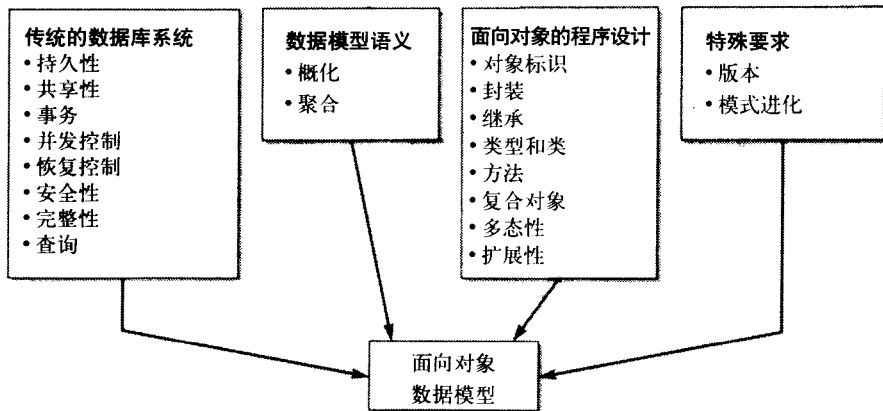 传统的数据库系统
• 持久性
• 共享性
• 事务
• 并发控制
• 恢复控制
• 安全性
• 完整性
• 查询
数据模型语义
• 概化
• 聚合
面向对象的程序设计
• 对象标识
• 封装
• 继承
• 类型和类
• 方法
• 复合对象
• 多态性
• 扩展性
特殊要求
• 版本
• 模式进化
面向对象
数据模型